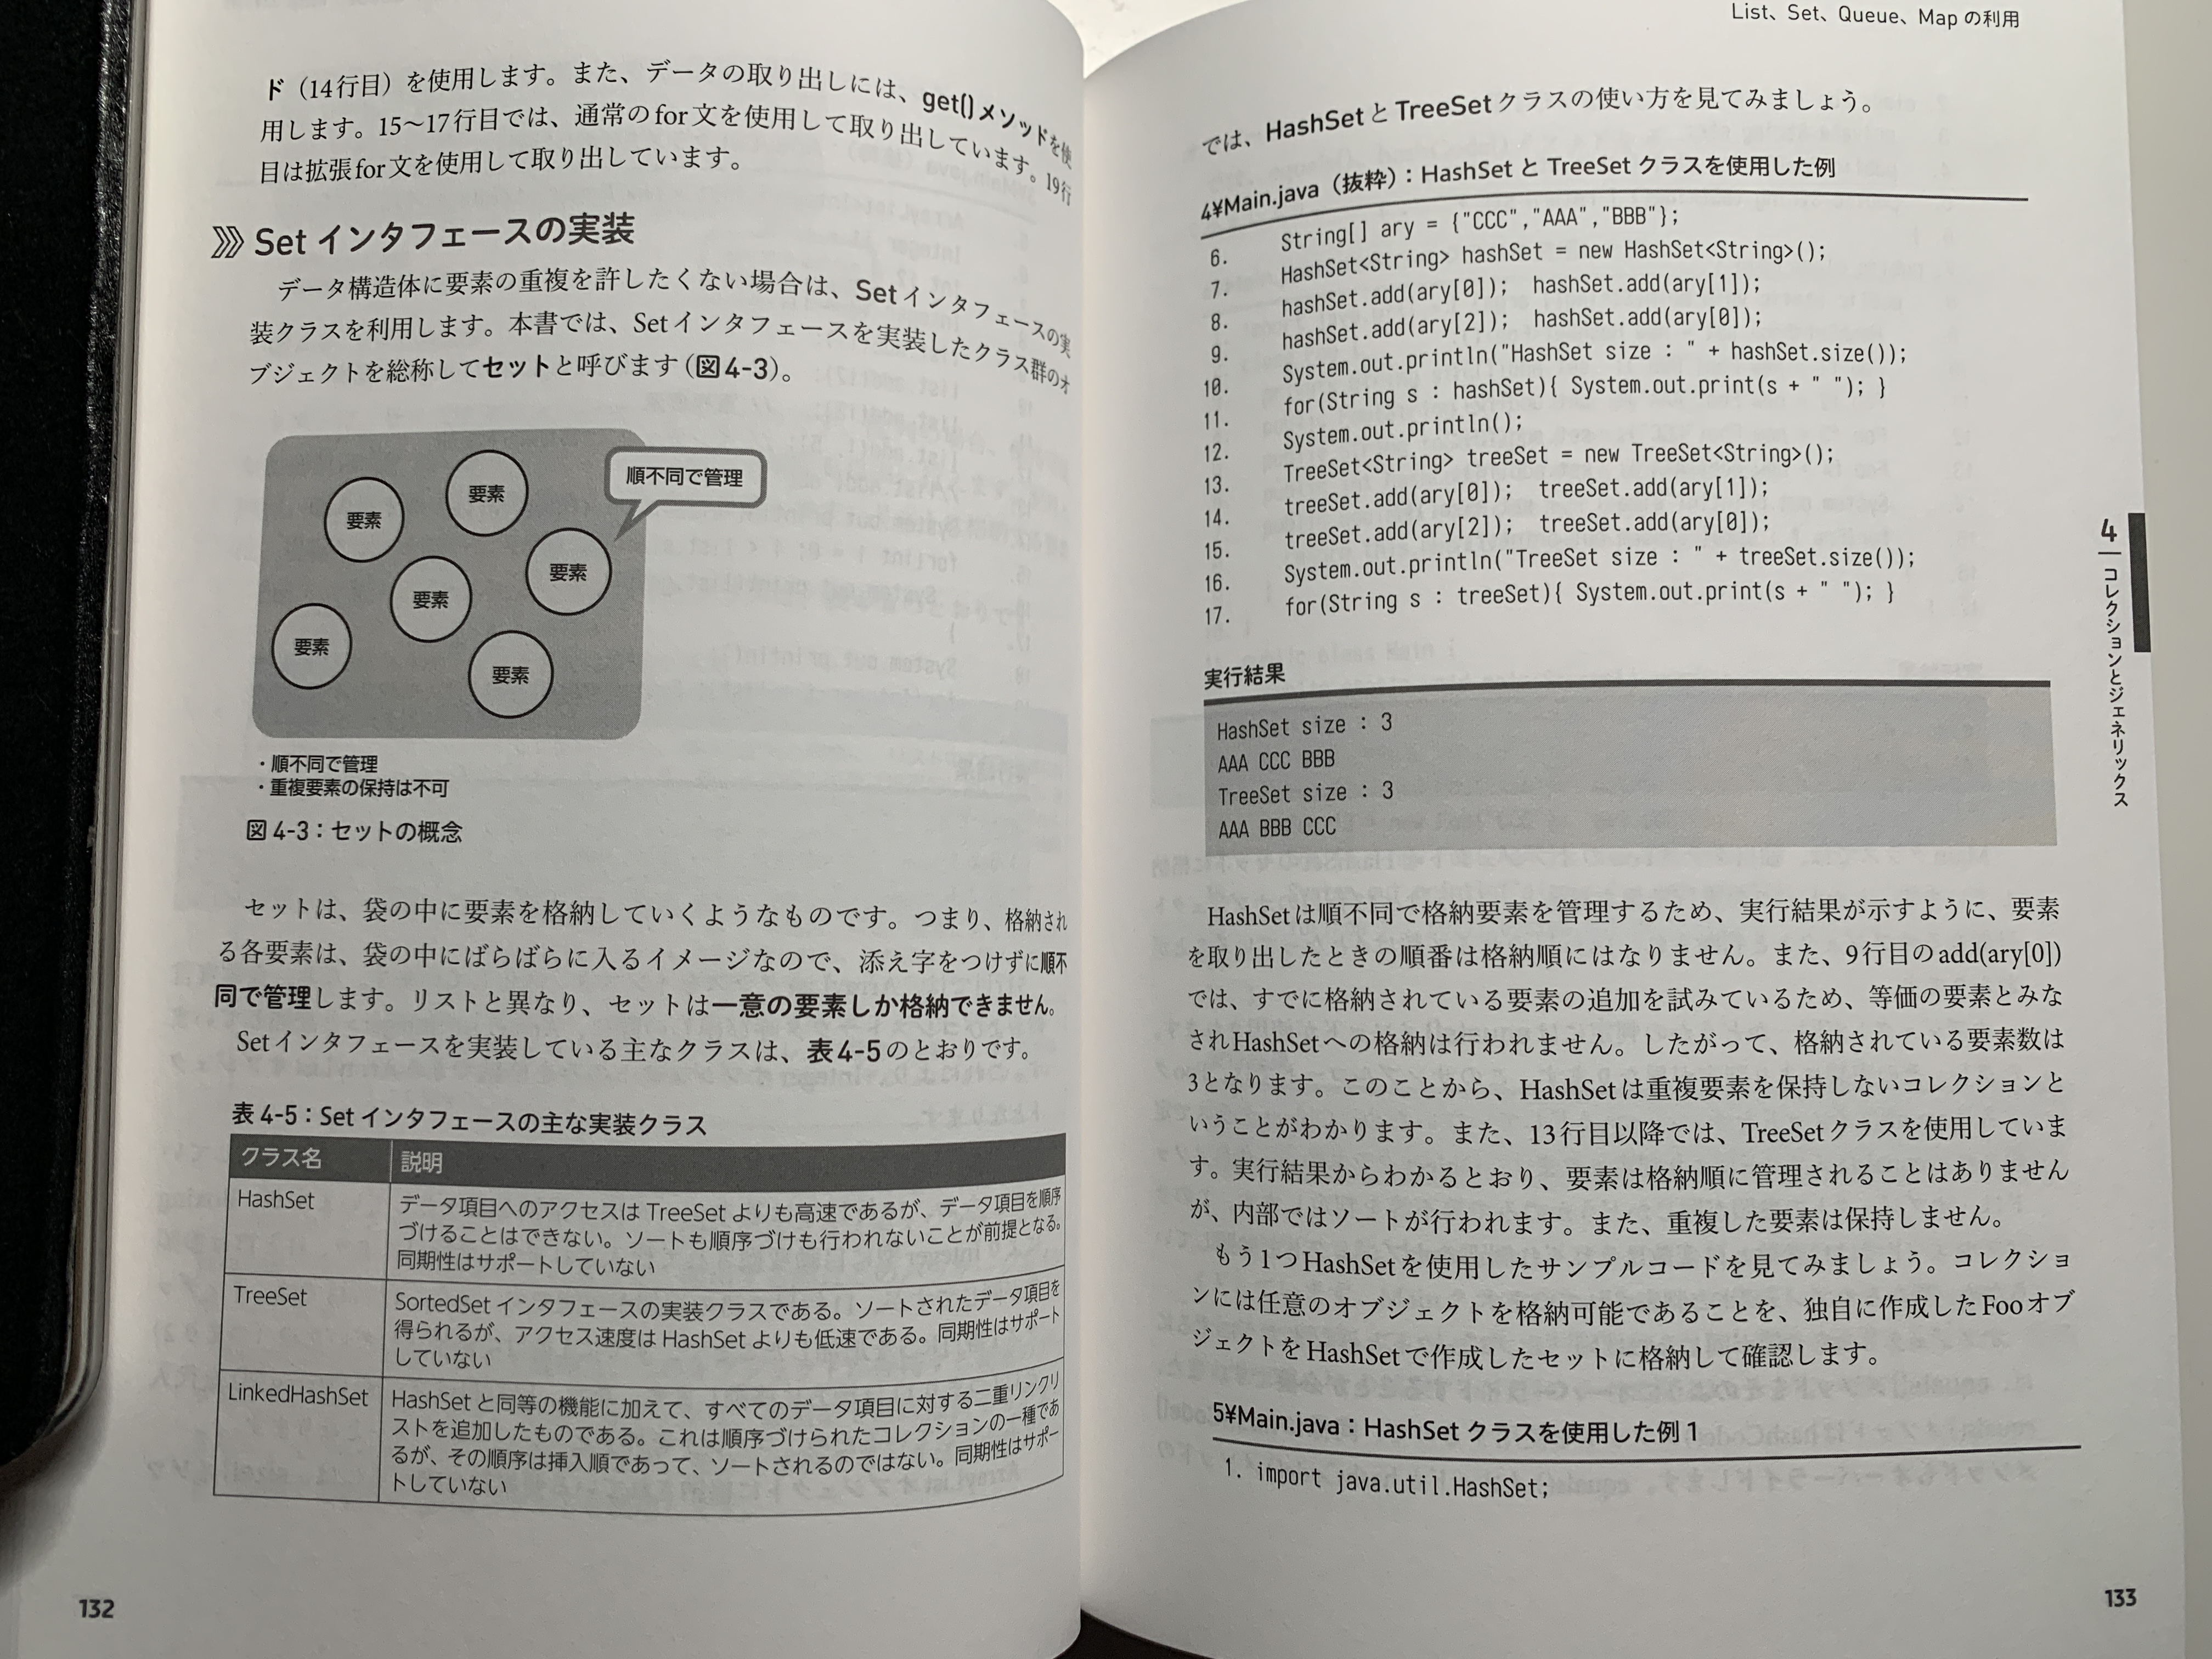 ド（14行目）を使用します。また、データの取り出しには、get()メソッドを使
用します。15〜17行目では、通常のfor文を使用して取り出しています。19行
目は拡張for文を使用して取り出しています。
Set インタフェースの実装
データ構造体に要素の重複を許したくない場合は、Setインタフェースの実
装クラスを利用します。本書では、Setインタフェースを実装したクラス群のオ
ブジェクトを総称してセットと呼びます（図4-3）。
順不同で管理
要素
要素
要素
要素
要素
要素
・順不同で管理
・重複要素の保持は不可
図4-3：セットの概念
セットは、袋の中に要素を格納していくようなものです。つまり、格納され
る各要素は、袋の中にばらばらに入るイメージなので、添え字をつけずに順不
同で管理します。リストと異なり、セットは一意の要素しか格納できません。
Setインタフェースを実装している主なクラスは、表4-5のとおりです。
表4-5：Set インタフェースの主な実装クラス
クラス名 説明
HashSet データ項目へのアクセスは TreeSet よりも高速であるが、データ項目を順序
づけることはできない。ソートも順序づけも行われないことが前提となる。
同期性はサポートしていない
TreeSet SortedSet インタフェースの実装クラスである。ソートされたデータ項目を
得られるが、アクセス速度は HashSet よりも低速である。同期性はサポート
していない
LinkedHashSet HashSet と同等の機能に加えて、すべてのデータ項目に対する二重リンクリ
ストを追加したものである。これは順序づけられたコレクションの一種であ
るが、その順序は挿入順であって、ソートされるのではない。同期性はサポー
トしていない
132
List、Set、Queue、Map の利用
では、HashSetとTreeSetクラスの使い方を見てみましょう。
4¥Main.java（抜粋）：HashSet と TreeSet クラスを使用した例
6. String[] ary = {"CCC","AAA","BBB"};
7. HashSet<String> hashSet = new HashSet<String>();
8. hashSet.add(ary[0]); hashSet.add(ary[1]);
9. hashSet.add(ary[2]); hashSet.add(ary[0]);
10. System.out.println("HashSet size : " + hashSet.size());
11. for(String s : hashSet){ System.out.print(s + " "); }
12. System.out.println();
13. TreeSet<String> treeSet = new TreeSet<String>();
14. treeSet.add(ary[0]); treeSet.add(ary[1]);
15. treeSet.add(ary[2]); treeSet.add(ary[0]);
16. System.out.println("TreeSet size : " + treeSet.size());
17. for(String s : treeSet){ System.out.print(s + " "); }
実行結果
HashSet size : 3
AAA CCC BBB
TreeSet size : 3
AAA BBB CCC
HashSetは順不同で格納要素を管理するため、実行結果が示すように、要素
を取り出したときの順番は格納順にはなりません。また、9行目のadd(ary[0])
では、すでに格納されている要素の追加を試みているため、等価の要素とみな
されHashSetへの格納は行われません。したがって、格納されている要素数は
3となります。このことから、HashSetは重複要素を保持しないコレクションと
いうことがわかります。また、13行目以降では、TreeSetクラスを使用していま
す。実行結果からわかるとおり、要素は格納順に管理されることはありません
が、内部ではソートが行われます。また、重複した要素は保持しません。
もう1つHashSetを使用したサンプルコードを見てみましょう。コレクショ
ンには任意のオブジェクトを格納可能であることを、独自に作成したFooオブ
ジェクトをHashSetで作成したセットに格納して確認します。
5¥Main.java：HashSet クラスを使用した例 1
1. import java.util.HashSet;
4
コレクションとジェネリックス
133